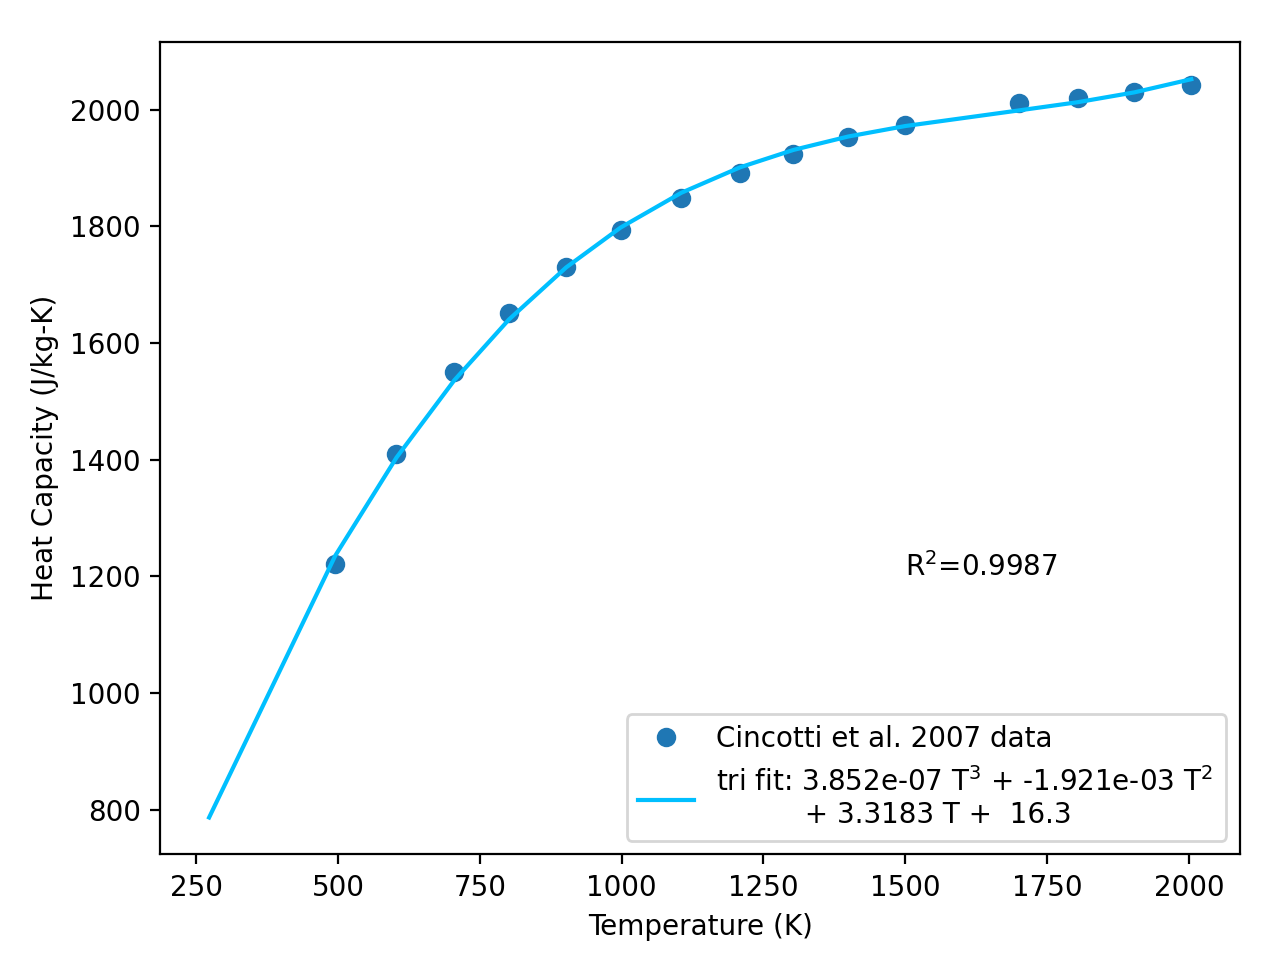 2000
1800
1600
1400
1200
1000
800
Heat Capacity (J/kg-K)
R²=0.9987
Cincotti et al. 2007 data
tri fit: 3.852e-07 T³ + -1.921e-03 T²
+ 3.3183 T + 16.3
250 500 750 1000 1250 1500 1750 2000
Temperature (K)